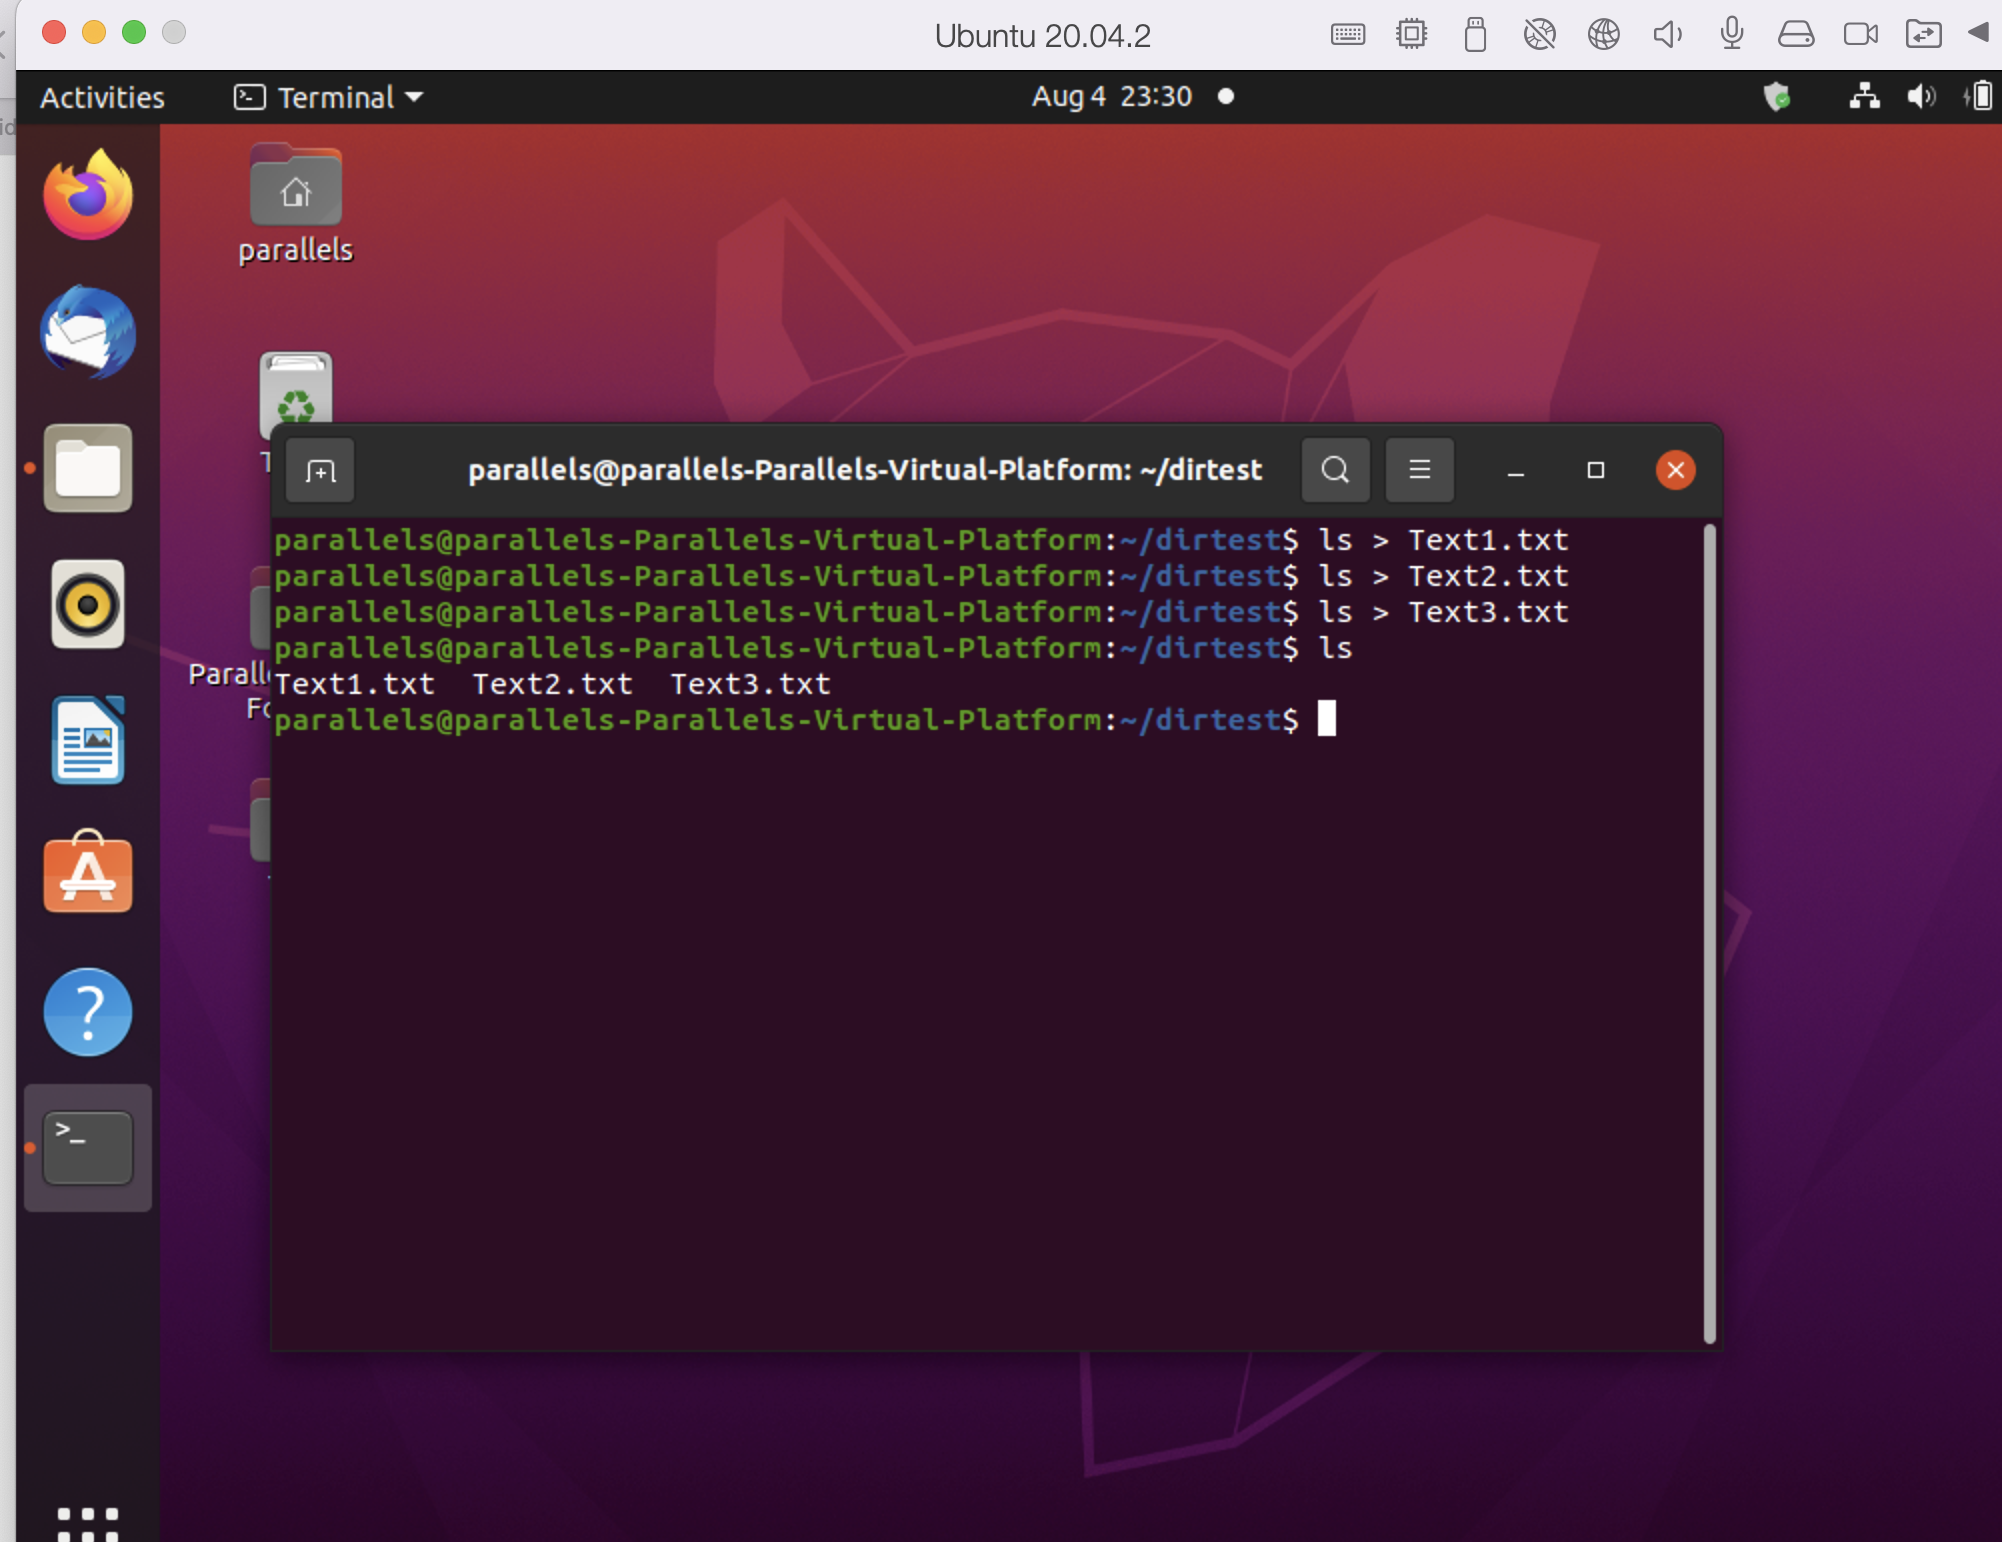 Ubuntu 20.04.2
Activities
Terminal
Aug 4 23:30
parallels
parallels@parallels-Parallels-Virtual-Platform: ~/dirtest
parallels@parallels-Parallels-Virtual-Platform:~/dirtest$ ls > Text1.txt
parallels@parallels-Parallels-Virtual-Platform:~/dirtest$ ls > Text2.txt
parallels@parallels-Parallels-Virtual-Platform:~/dirtest$ ls > Text3.txt
parallels@parallels-Parallels-Virtual-Platform:~/dirtest$ ls
Text1.txt Text2.txt Text3.txt
parallels@parallels-Parallels-Virtual-Platform:~/dirtest$
>_